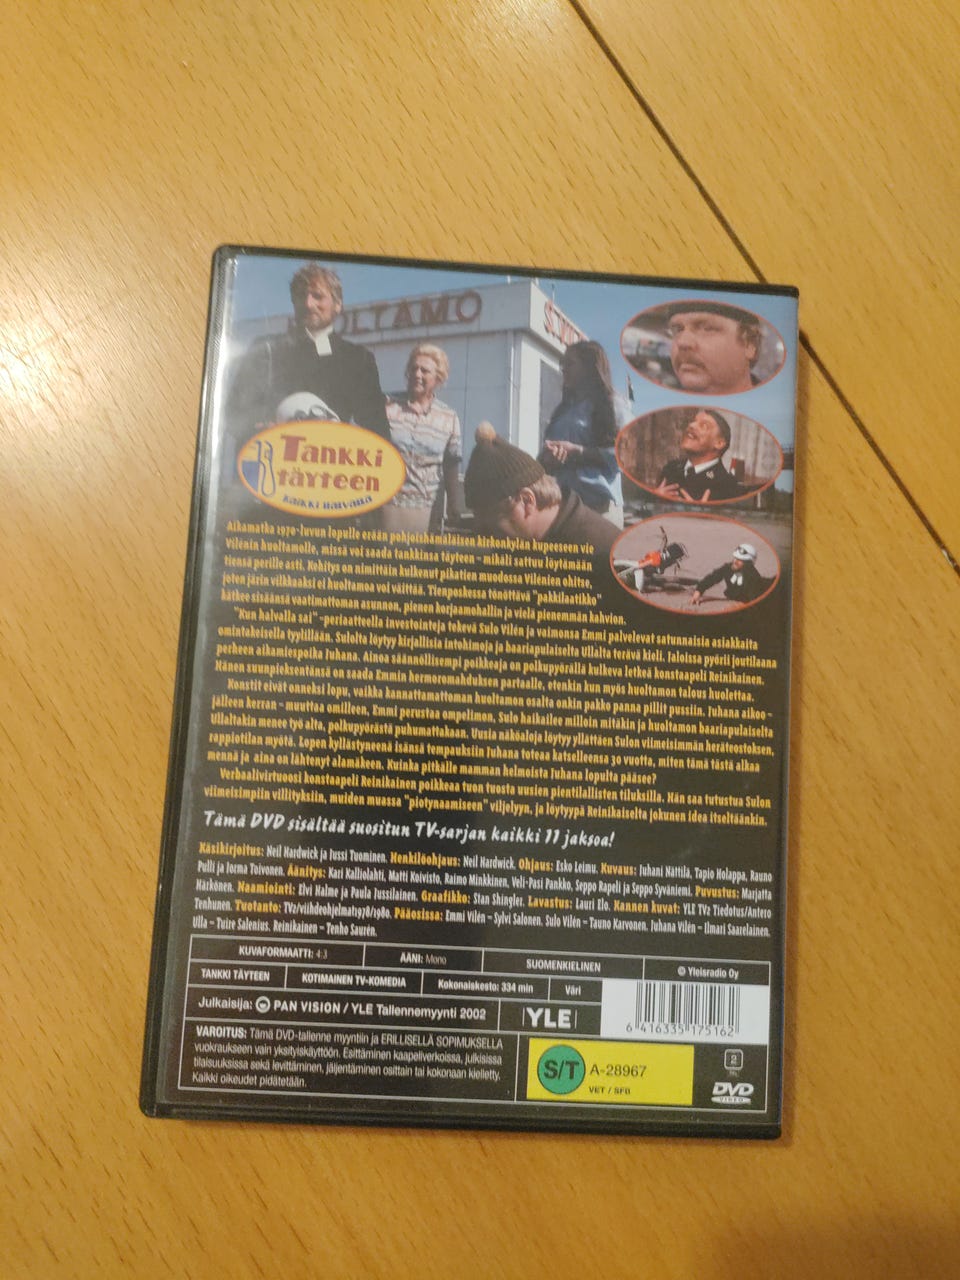 HUOLTAMO
Tankki
täyteen
kaikki
Aikamatka 1970-luvun lopulle erään pohjoishämäläisen kirkonkylän kupeeseen vie
Vilénin huoltamolle, missä voi saada tankkinsa täyteen – mikäli sattuu löytämään
tiensä perille asti. Kehitys on nimittäin kulkenut pikatien muodossa Vilénien ohitse,
joten järin vilkkaaksi ei huoltamoa voi väittää. Tienposkessa tönöttävä "pakkilaatikko"
kätkee sisäänsä vaatimattoman asunnon, pienen korjaamohallin ja vielä pienemmän kahvion.
"Kun halvalla sai" -periaatteella investointeja tekevä Sulo Vilén ja vaimonsa Emmi palvelevat satunnaisia asiakkaita
omintakeisella tyylillään. Sulolta löytyy kirjallisia intohimoja ja baaripulaiselta Ullalta terävä kieli. Taloissa pyörii joutilaana
perheen aikamiespoika Juhana. Ainoa säännöllisempi poikkeaja on polkupyörällä kulkeva letkeä konstaapeli Reinikainen.
Hänen suunpieksentänsä on saada Emmin hermoromahduksen partaalle, etenkin kun myös huoltamon talous huolettaa.
Konstit eivät onneksi lopu, vaikka kannattamattoman huoltamon osalta onkin pakko panna pillit pussiin. Juhana aikoo –
jälleen kerran – muuttaa omilleen, Emmi perustaa ompelimon, Sulo haikailee milloin mitäkin ja huoltamon baaripulaiselta
Ullaltakin menee työ alta, polkupyörästä puhumattakaan. Uusia näköaloja löytyy yllättäen Sulon viimeisimmän heräteostoksen,
rappiotilan myötä. Lopen kyllästyneenä isänsä tempauksiin Juhana toteaa katselleensa 30 vuotta, miten tämä tästä alkaa
mennä ja aina on lähtenyt alamäkeen. Kuinka pitkälle mamman helmoista Juhana lopulta pääsee?
Verbaalivirtuoosi konstaapeli Reinikainen poikkeaa tuon tuosta uusien pientilallisten tiluksilla. Hän saa tutustua Sulon
viimeisimpiin villityksiin, muiden muassa "piotynaamiseen" viljelyyn, ja löytyypä Reinikaiselta jokunen idea itseltäänkin.
Tämä DVD sisältää suositun TV-sarjan kaikki 11 jaksoa!
Käsikirjoitus: Neil Hardwick ja Jussi Tuominen. Henkilöohjaus: Neil Hardwick. Ohjaus: Esko Leimu. Kuvaus: Juhani Nättilä, Tapio Holappa, Rauno
Pulli ja Jorma Toivonen. Äänitys: Kari Kalliolahti, Matti Koivisto, Raimo Minkkinen, Veli-Pasi Pankko, Seppo Rapeli ja Seppo Syväniemi. Puvustus: Marjatta
Härkönen. Naamiointi: Elvi Halme ja Paula Jussilainen. Graafikko: Stan Shingler. Lavastus: Lauri Elo. Kannen kuvat: YLE TV2 Tiedotus/Antero
Tenhunen. Tuotanto: TV2/viihdeohjelmat1978/1980. Pääosissa: Emmi Vilén – Sylvi Salonen. Sulo Vilén – Tauno Karvonen. Juhana Vilén – Ilmari Saarelainen.
Ulla – Tuire Salenius. Reinikainen – Tenho Saurén.
KUVAFORMAATTI: 4:3 ÄÄNI: Mono SUOMENKIELINEN © Yleisradio Oy
TANKKI TÄYTEEN KOTIMAINEN TV-KOMEDIA Kokonaiskesto: 334 min Väri
Julkaisija: PAN VISION / YLE Tallennemyynti 2002 YLE
6 416335 175162
VAROITUS: Tämä DVD-tallenne myyntiin ja ERILLISELLÄ SOPIMUKSELLA
vuokraukseen vain yksityiskäyttöön. Esittäminen kaapeliverkoissa, julkisissa
tilaisuuksissa sekä levittäminen, jäljentäminen osittain tai kokonaan kielletty.
Kaikki oikeudet pidätetään.
S/T A-28967
VET / SFB
2
DVD
VIDEO